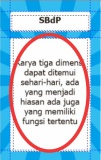 SBdP
Karya tiga dimensi
dapat ditemui
sehari-hari, ada
yang menjadi
hiasan ada juga
yang memiliki
fungsi tertentu